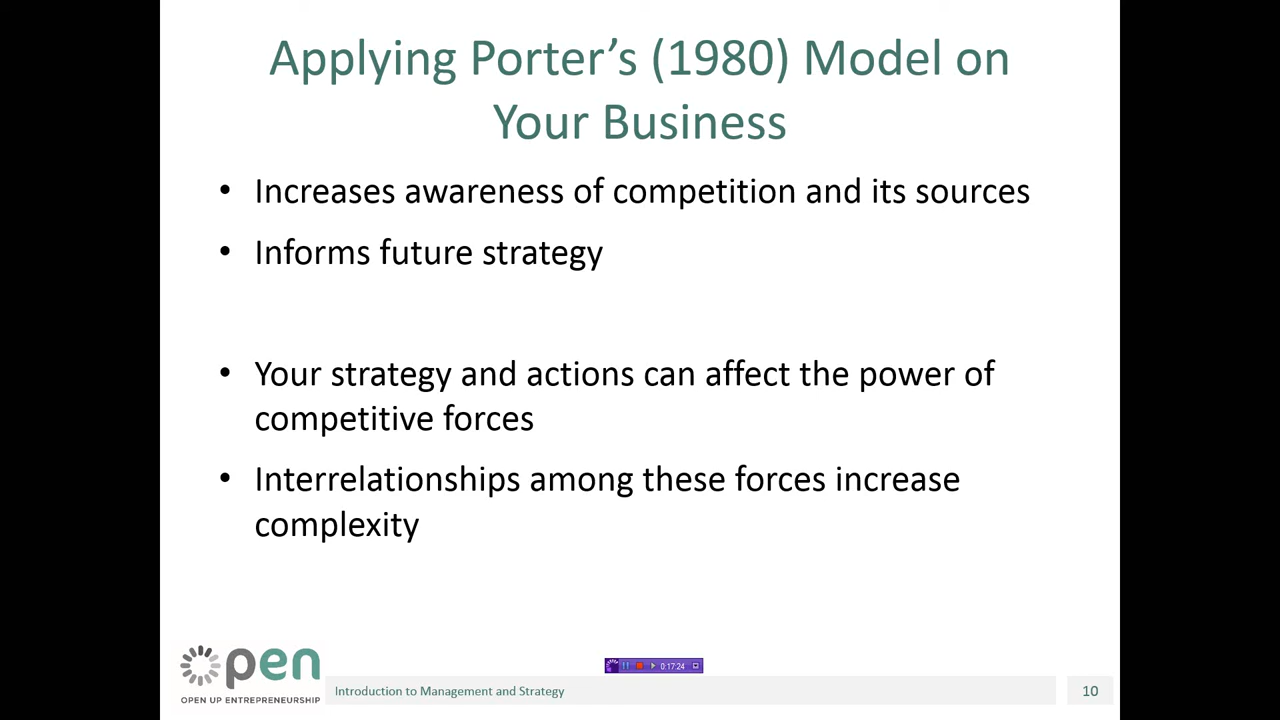 Applying Porter’s (1980) Model on
Your Business
• Increases awareness of competition and its sources
• Informs future strategy
• Your strategy and actions can affect the power of
competitive forces
• Interrelationships among these forces increase
complexity
open
OPEN UP ENTREPRENEURSHIP
0:17:24
Introduction to Management and Strategy
10